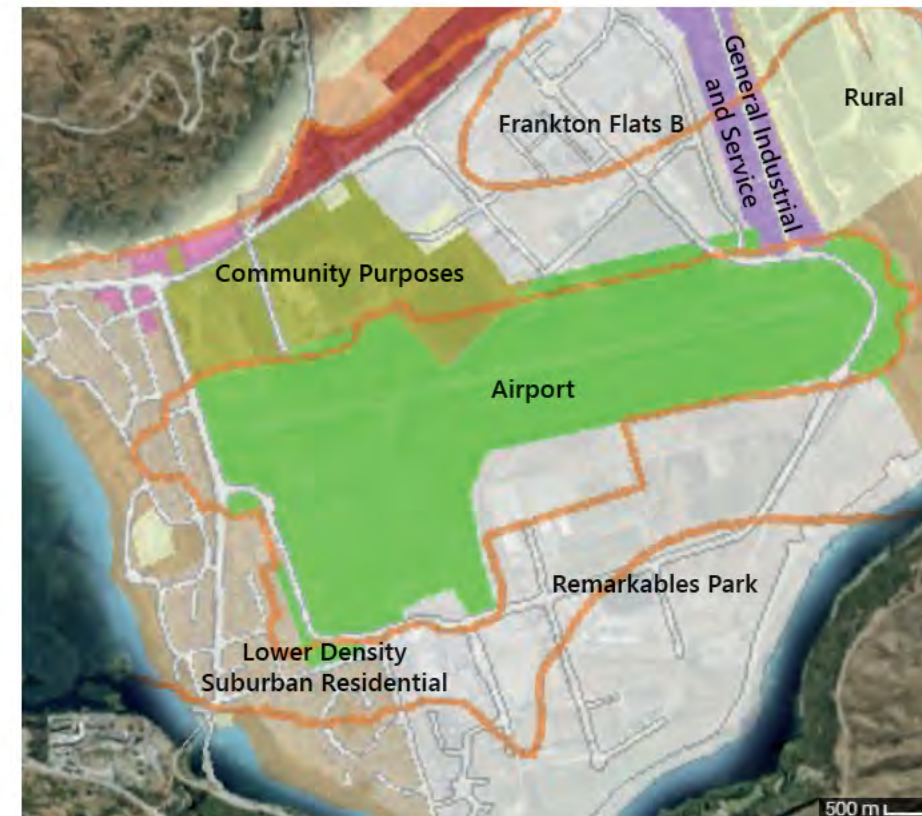 Frankton Flats B
General Industrial
and Service
Rural
Community Purposes
Airport
Remarkables Park
Lower Density
Suburban Residential
500 m